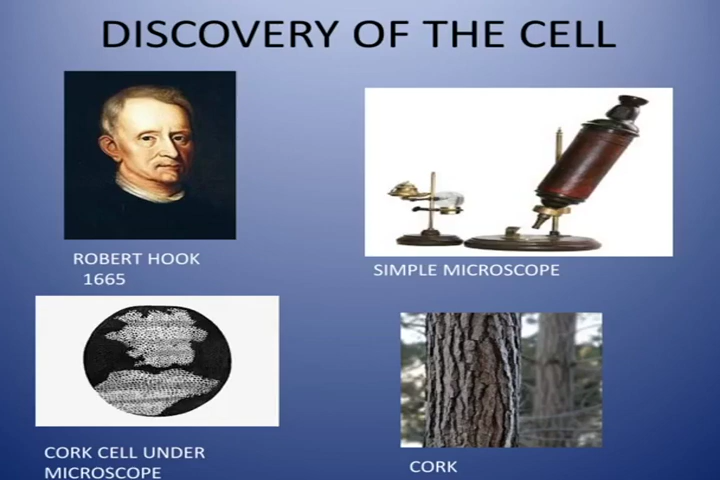 DISCOVERY OF THE CELL
ROBERT HOOK
1665
SIMPLE MICROSCOPE
CORK CELL UNDER
MICROSCOPE
CORK